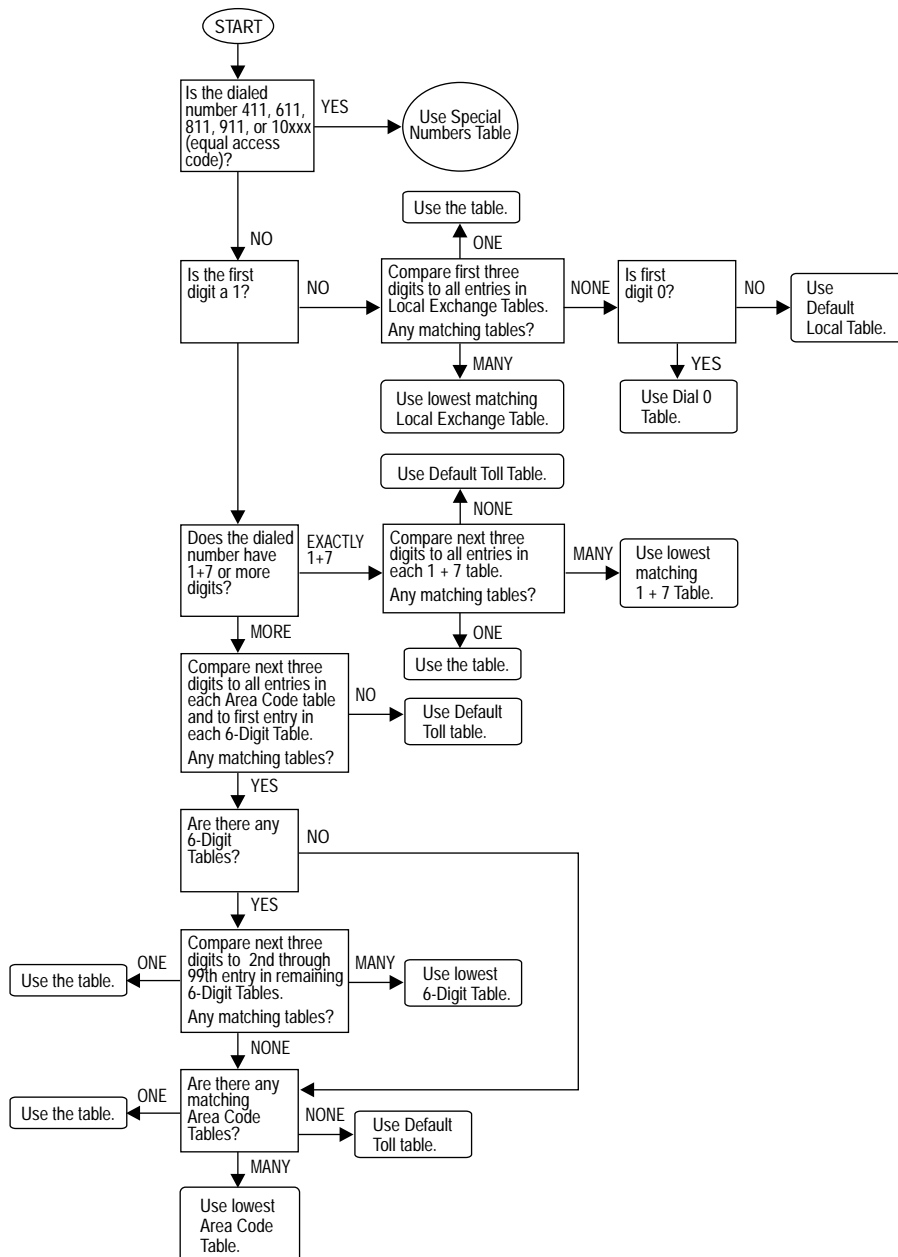 START
Is the dialed
number 411, 611,
811, 911, or 10xxx
(equal access
code)?
YES
Use Special
Numbers Table
NO
Use the table.
ONE
Is the first
digit a 1?
NO
Compare first three
digits to all entries in
Local Exchange Tables.
Any matching tables?
NONE
Is first
digit 0?
NO
Use
Default
Local Table.
MANY
Use lowest matching
Local Exchange Table.
YES
Use Dial 0
Table.
Use Default Toll Table.
NONE
Does the dialed
number have
1+7 or more
digits?
EXACTLY
1+7
Compare next three
digits to all entries in
each 1 + 7 table.
Any matching tables?
MANY
Use lowest
matching
1 + 7 Table.
ONE
Use the table.
MORE
Compare next three
digits to all entries in
each Area Code table
and to first entry in
each 6-Digit Table.
Any matching tables?
NO
Use Default
Toll table.
YES
Are there any
6-Digit
Tables?
NO
YES
Compare next three
digits to 2nd through
99th entry in remaining
6-Digit Tables.
Any matching tables?
ONE
Use the table.
MANY
Use lowest
6-Digit Table.
NONE
Are there any
matching
Area Code
Tables?
ONE
Use the table.
NONE
Use Default
Toll table.
MANY
Use lowest
Area Code
Table.